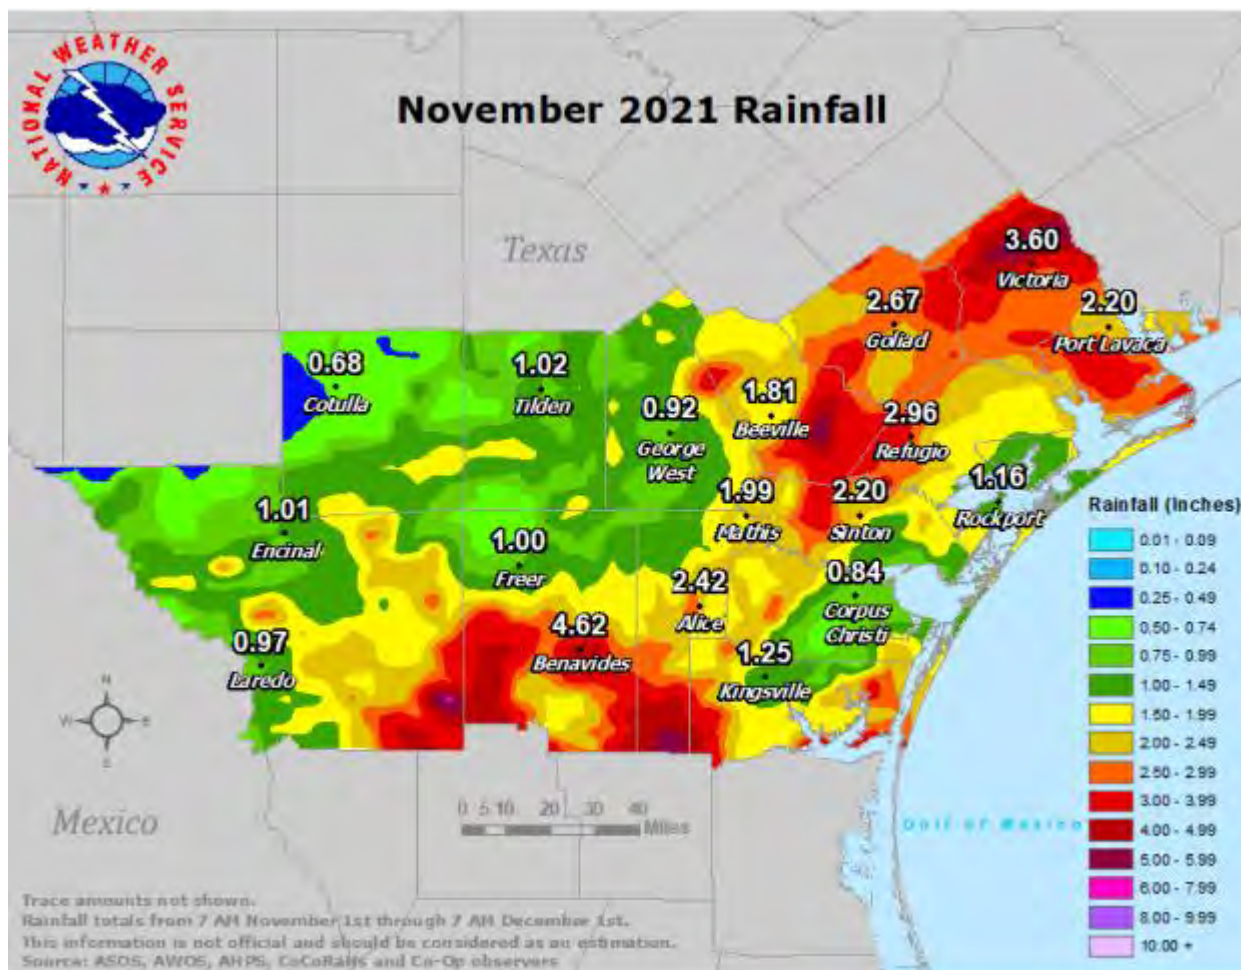 NATIONAL WEATHER SERVICE
November 2021 Rainfall
Texas
3.60
Victoria
2.67
Goliad
2.20
Port Lavaca
0.68
Cotulla
1.02
Tilden
0.92
George
West
1.81
Beeville
2.96
Refugio
1.16
Rockport
1.99
Mathis
2.20
Sinton
1.01
Encinal
1.00
Freer
2.42
Alice
0.84
Corpus
Christi
0.97
Laredo
4.62
Benavides
1.25
Kingsville
Rainfall (Inches)
0.01 - 0.09
0.10 - 0.24
0.25 - 0.49
0.50 - 0.74
0.75 - 0.99
1.00 - 1.49
1.50 - 1.99
2.00 - 2.49
2.50 - 2.99
3.00 - 3.99
4.00 - 4.99
5.00 - 5.99
6.00 - 7.99
8.00 - 9.99
10.00 +
N
W E
S
Mexico
0 5 10 20 30 40
Miles
Gulf of Mexico
Trace amounts not shown.
Rainfall totals from 7 AM November 1st through 7 AM December 1st.
This information is not official and should be considered as an estimation.
Source: ASOS, AWOS, AHPS, CoCoRaHS and Co-Op observers